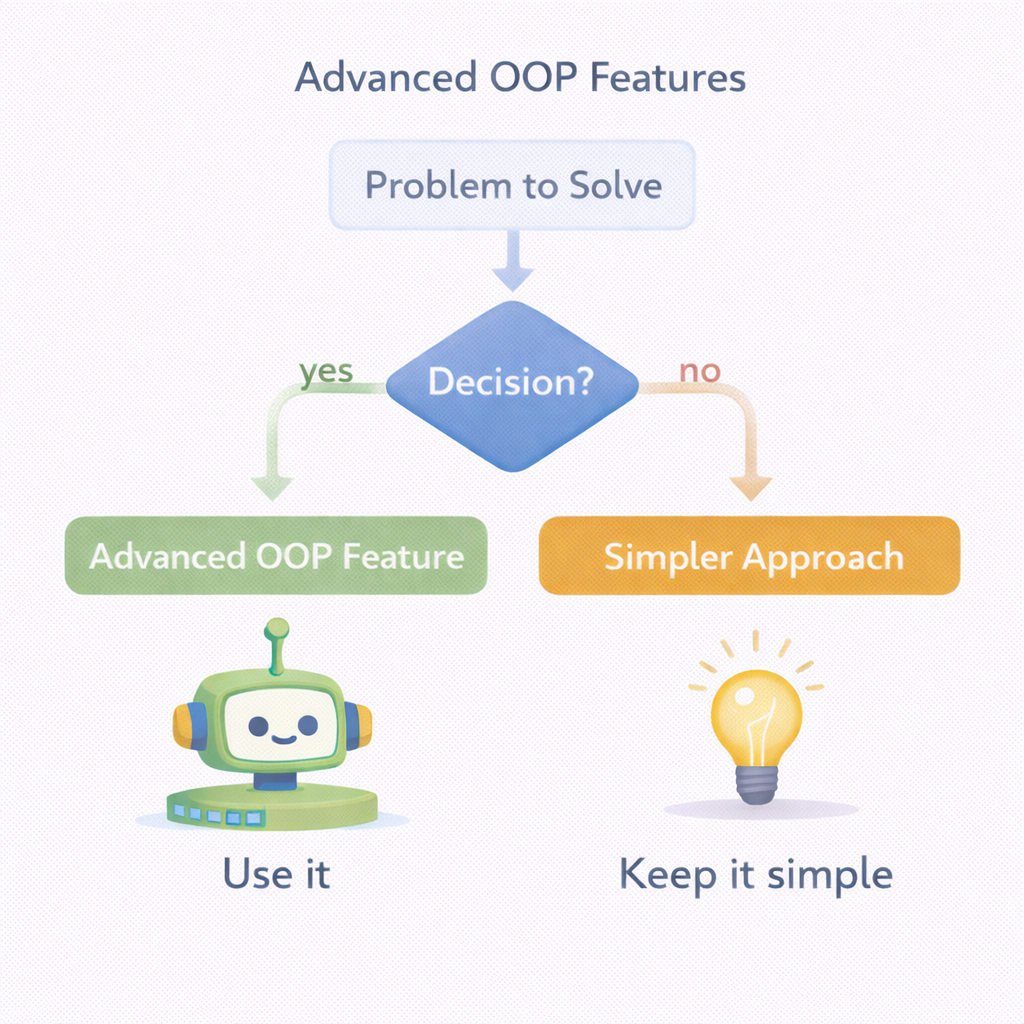 Advanced OOP Features
Problem to Solve
Decision?
yes
no
Advanced OOP Feature
Simpler Approach
Use it
Keep it simple